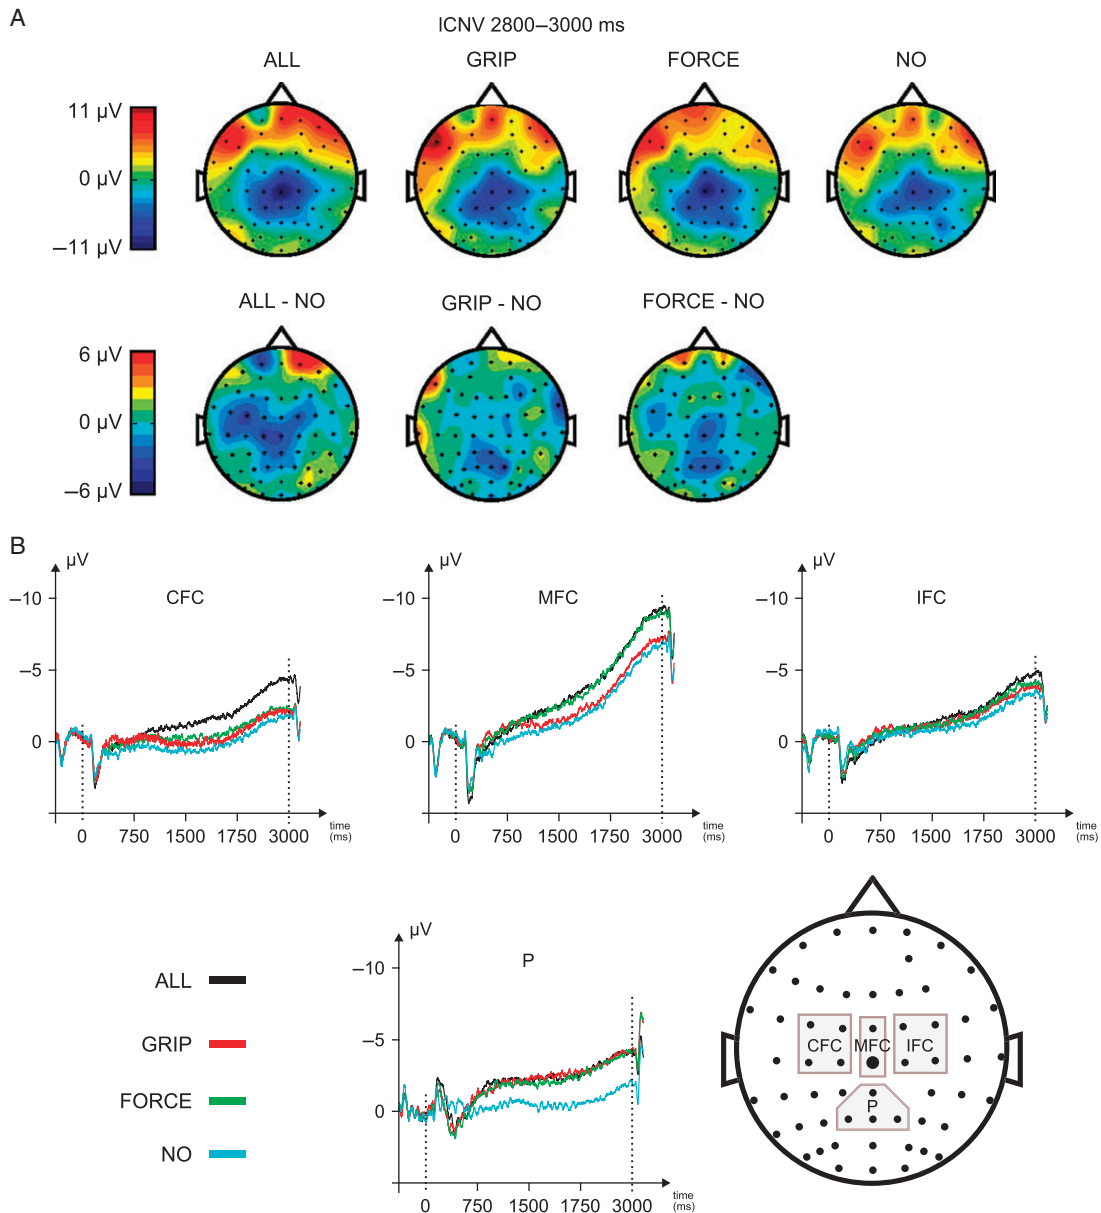 A
ICNV 2800–3000 ms
ALL GRIP FORCE NO
11 µV
0 µV
–11 µV
ALL - NO GRIP - NO FORCE - NO
6 µV
0 µV
–6 µV
B
µV
CFC
–10
–5
0
0 750 1500 1750 3000 time (ms)
µV
MFC
–10
–5
0
0 750 1500 1750 3000 time (ms)
µV
IFC
–10
–5
0
0 750 1500 1750 3000 time (ms)
ALL
GRIP
FORCE
NO
µV
P
–10
–5
0
0 750 1500 1750 3000 time (ms)
CFC MFC IFC
P